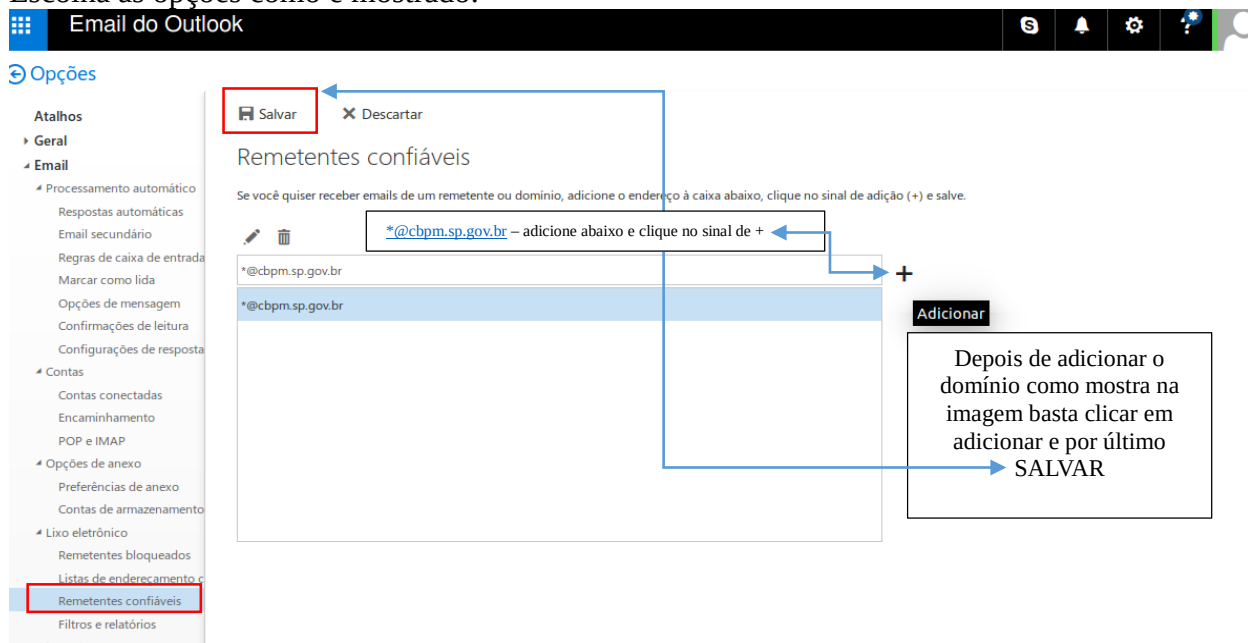 Escolha as opções como é mostrado:
Email do Outlook
Opções
Atalhos
Geral
Email
Processamento automático
Respostas automáticas
Email secundário
Regras de caixa de entrada
Marcar como lida
Opções de mensagem
Confirmações de leitura
Configurações de resposta
Contas
Contas conectadas
Encaminhamento
POP e IMAP
Opções de anexo
Preferências de anexo
Contas de armazenamento
Lixo eletrônico
Remetentes bloqueados
Listas de endereçamento c
Remetentes confiáveis
Filtros e relatórios
Salvar
Descartar
Remetentes confiáveis
Se você quiser receber emails de um remetente ou domínio, adicione o endereço à caixa abaixo, clique no sinal de adição (+) e salve.
*@cbpm.sp.gov.br – adicione abaixo e clique no sinal de +
*@cbpm.sp.gov.br
*@cbpm.sp.gov.br
Adicionar
Depois de adicionar o
domínio como mostra na
imagem basta clicar em
adicionar e por último
SALVAR